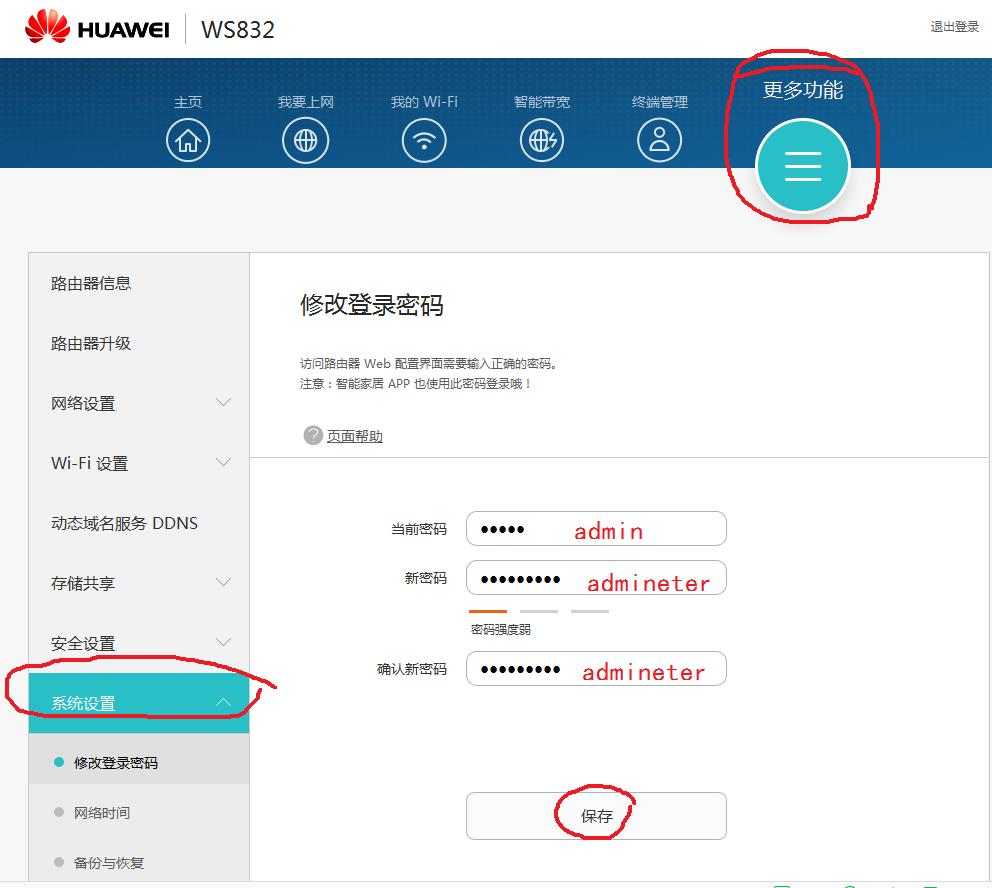 HUAWEI WS832
退出登录
主页 我要上网 我的 Wi-Fi 智能带宽 终端管理 更多功能
路由器信息
路由器升级
网络设置
Wi-Fi 设置
动态域名服务 DDNS
存储共享
安全设置
系统设置
修改登录密码
网络时间
备份与恢复
修改登录密码
访问路由器 Web 配置界面需要输入正确的密码。
注意：智能家居 APP 也使用此密码登录哦！
? 页面帮助
当前密码 ••••• admin
新密码 ••••••••• admineter
密码强度弱
确认新密码 ••••••••• admineter
保存